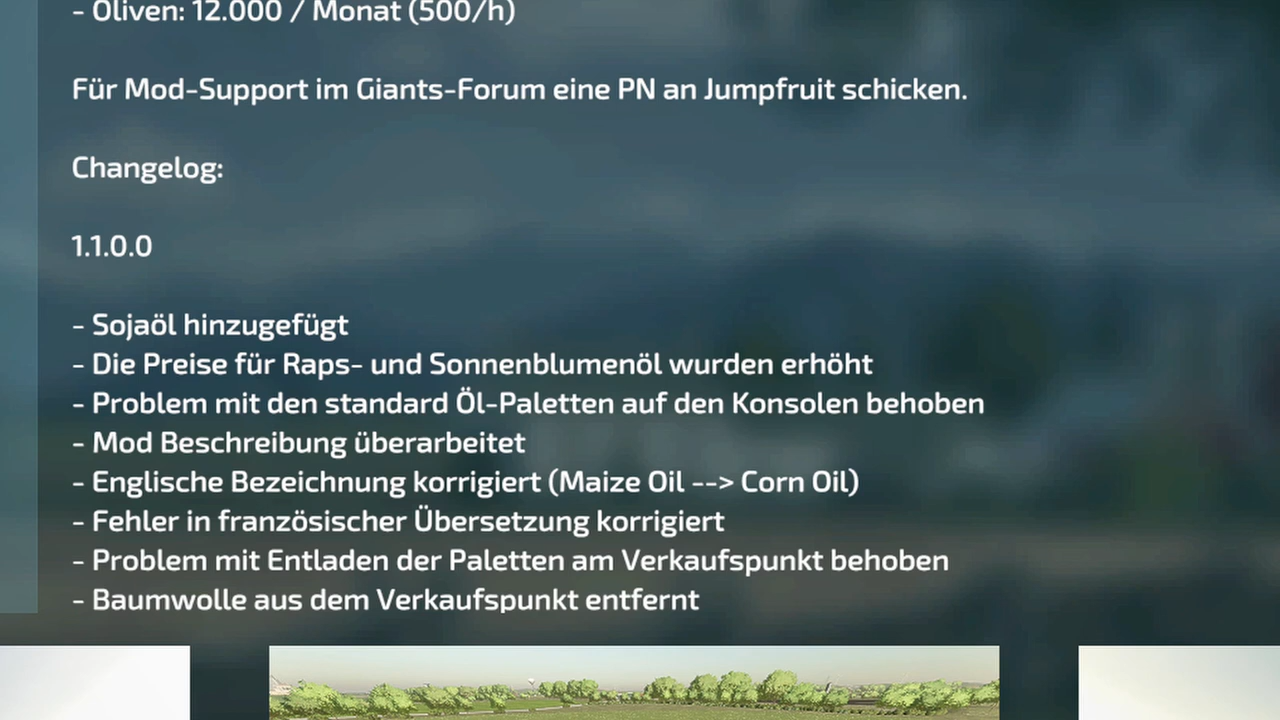 - Oliven: 12.000 / Monat (500/h)
Für Mod-Support im Giants-Forum eine PN an Jumpfruit schicken.
Changelog:
1.1.0.0
- Sojaöl hinzugefügt
- Die Preise für Raps- und Sonnenblumenöl wurden erhöht
- Problem mit den standard Öl-Paletten auf den Konsolen behoben
- Mod Beschreibung überarbeitet
- Englische Bezeichnung korrigiert (Maize Oil --> Corn Oil)
- Fehler in französischer Übersetzung korrigiert
- Problem mit Entladen der Paletten am Verkaufspunkt behoben
- Baumwolle aus dem Verkaufspunkt entfernt